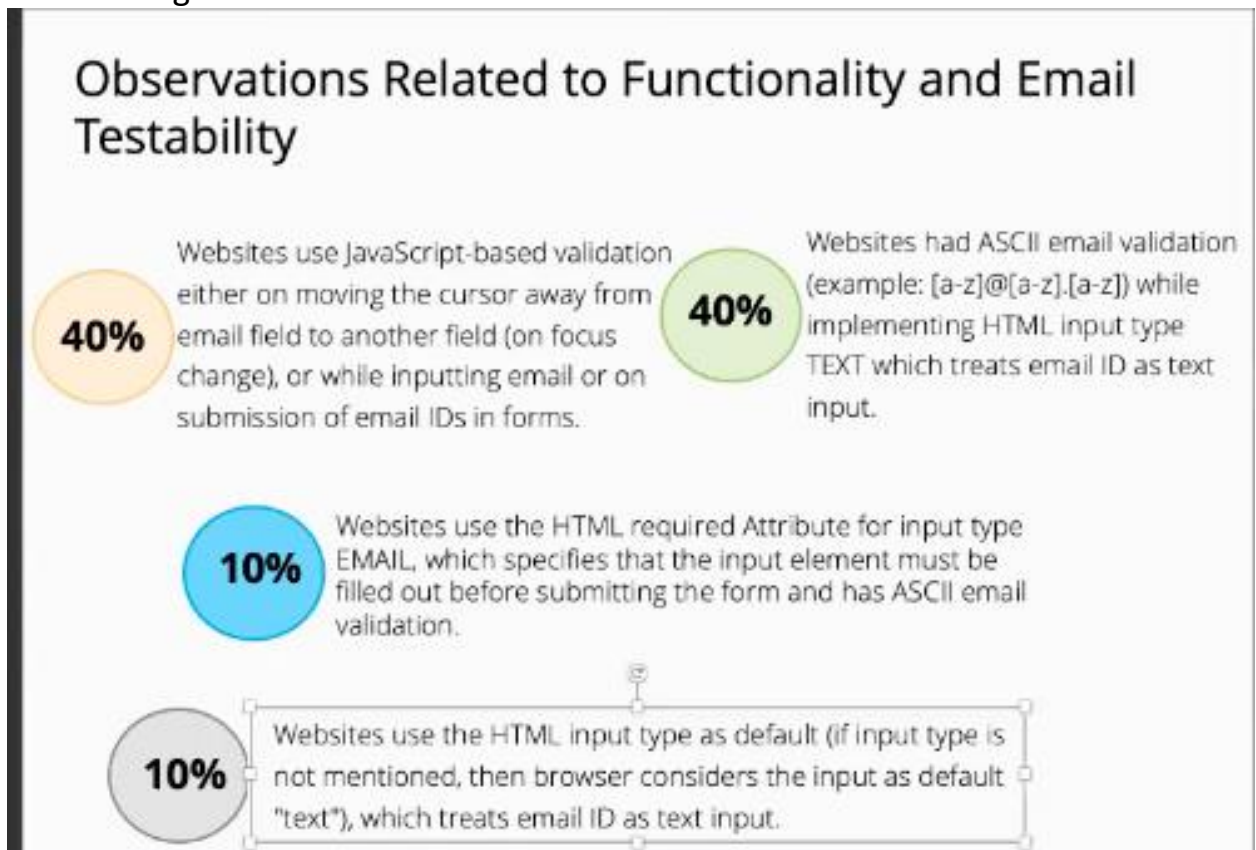 Observations Related to Functionality and Email
Testability
40%
Websites use JavaScript-based validation
either on moving the cursor away from
email field to another field (on focus
change), or while inputting email or on
submission of email IDs in forms.
40%
Websites had ASCII email validation
(example: [a-z]@[a-z].[a-z]) while
implementing HTML input type
TEXT which treats email ID as text
input.
10%
Websites use the HTML required Attribute for input type
EMAIL, which specifies that the input element must be
filled out before submitting the form and has ASCII email
validation.
10%
Websites use the HTML input type as default (if input type is
not mentioned, then browser considers the input as default
"text"), which treats email ID as text input.